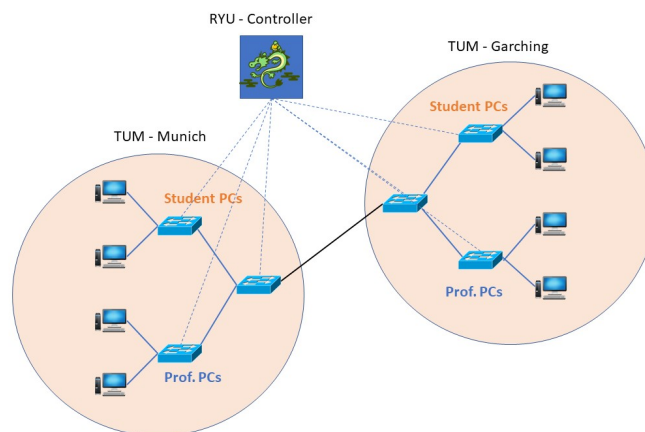 RYU - Controller
TUM - Garching
Student PCs
TUM - Munich
Student PCs
Prof. PCs
Prof. PCs